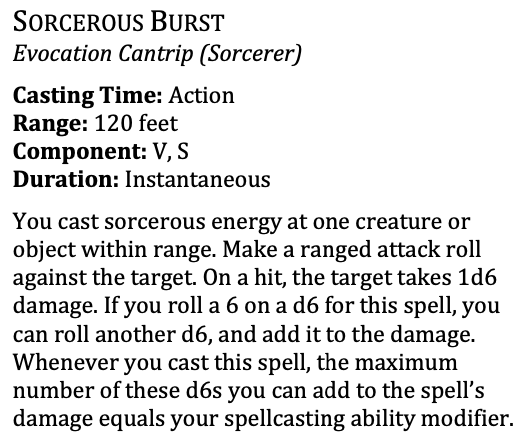 SORCEROUS BURST
Evocation Cantrip (Sorcerer)
Casting Time: Action
Range: 120 feet
Component: V, S
Duration: Instantaneous
You cast sorcerous energy at one creature or
object within range. Make a ranged attack roll
against the target. On a hit, the target takes 1d6
damage. If you roll a 6 on a d6 for this spell, you
can roll another d6, and add it to the damage.
Whenever you cast this spell, the maximum
number of these d6s you can add to the spell’s
damage equals your spellcasting ability modifier.